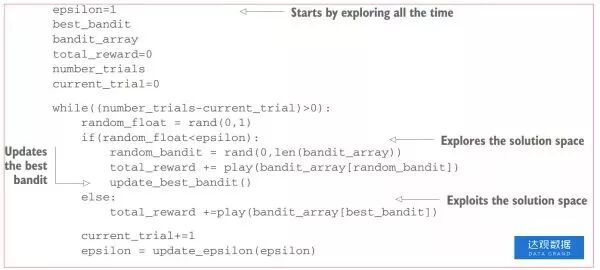 epsilon=1
Starts by exploring all the time
best_bandit
bandit_array
total_reward=0
number_trials
current_trial=0
while((number_trials-current_trial)>0):
random_float = rand(0,1)
if(random_float<epsilon):
Explores the solution space
Updates
the best
bandit
random_bandit = rand(0,len(bandit_array))
total_reward += play(bandit_array[random_bandit])
update_best_bandit()
else:
Exploits the solution space
total_reward +=play(bandit_array[best_bandit])
current_trial+=1
epsilon = update_epsilon(epsilon)
达观数据
DATA GRAND